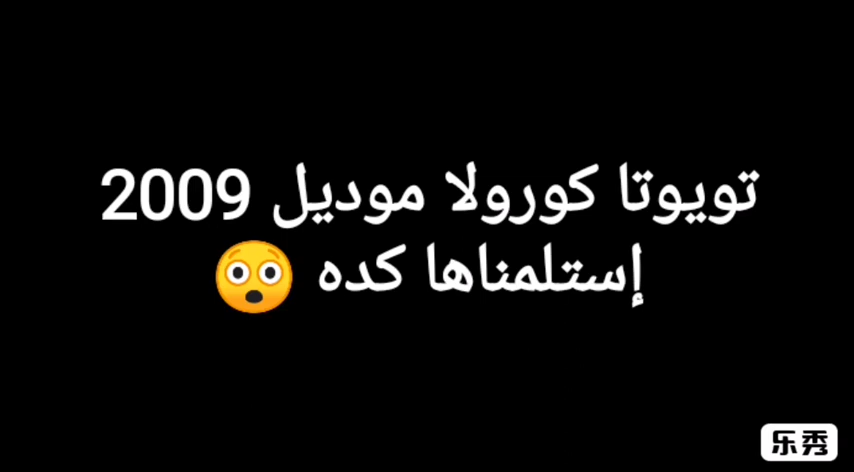 تويوتا كورولا موديل 2009
إستلمناها كده 😳
乐秀